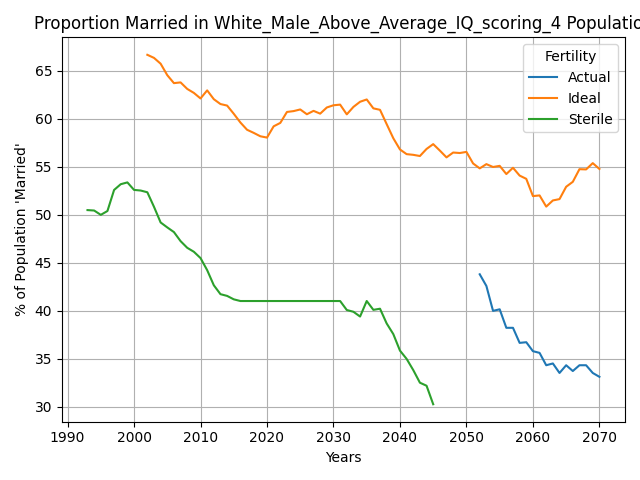 Proportion Married in White_Male_Above_Average_IQ_scoring_4 Populatio
Fertility
Actual
Ideal
Sterile
% of Population 'Married'
65
60
55
50
45
40
35
30
1990 2000 2010 2020 2030 2040 2050 2060 2070
Years